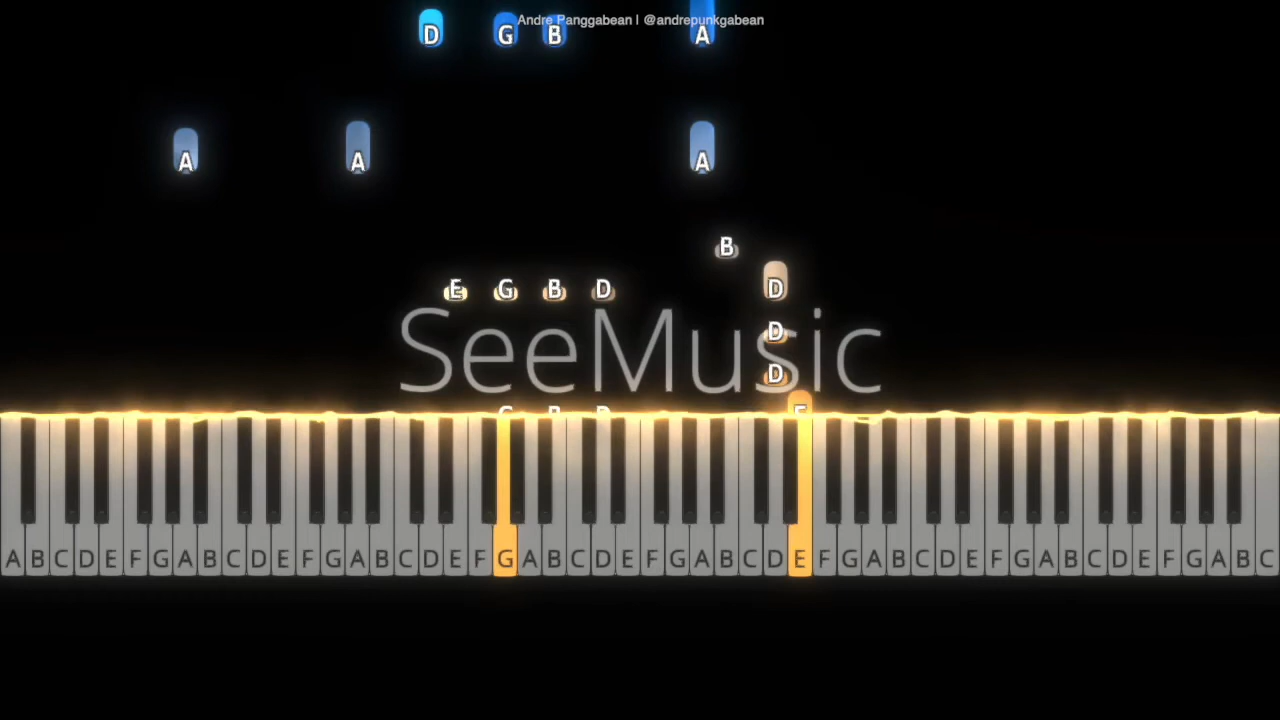 Andre Panggabean | @andrepunkgabean
D G B A
A A A
B
E G B D D
D
SeeMusic
D
G B D E
A B C D E F G A B C D E F G A B C D E F G A B C D E F G A B C D E F G A B C D E F G A B C D E F G A B C